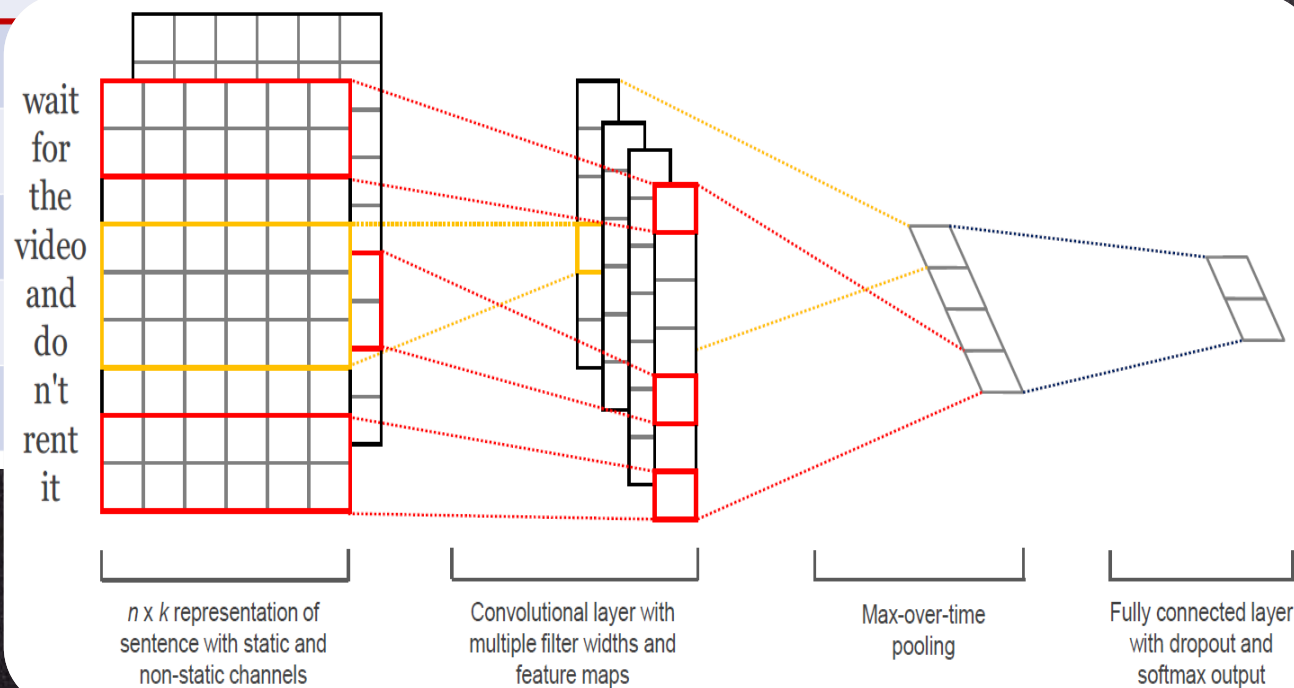 wait
for
the
video
and
do
n't
rent
it
n x k representation of
sentence with static and
non-static channels
Convolutional layer with
multiple filter widths and
feature maps
Max-over-time
pooling
Fully connected layer
with dropout and
softmax output